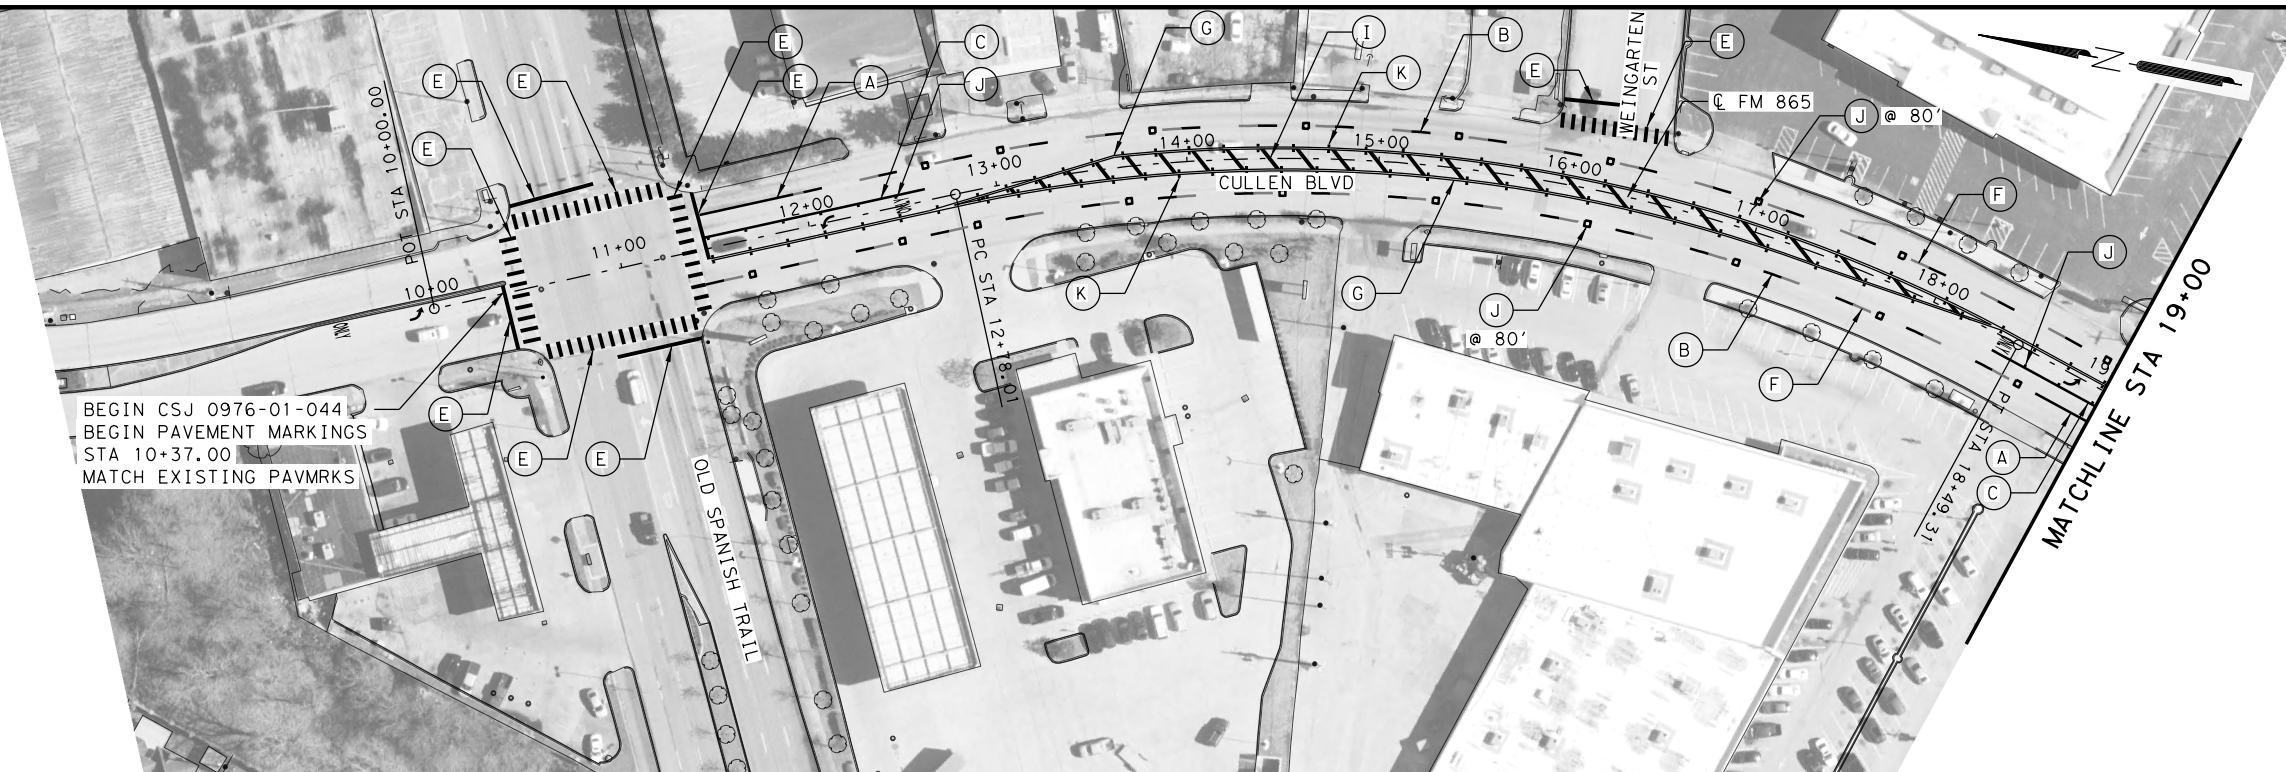 E
C
G
I
B
WEINGARTEN
ST
E
N
E
E
E
A
J
K
E
℄ FM 865
J @ 80'
POT STA 10+00.00
E
13+00
14+00
15+00
16+00
CULLEN BLVD
F
12+00
17+00
11+00
J
10+00
ONLY
PC STA 12+78.01
K
G
18+00
J
@ 80'
B
F
19
MATCHLINE STA 19+00
PT STA 18+49.31
A
C
BEGIN CSJ 0976-01-044
BEGIN PAVEMENT MARKINGS
STA 10+37.00
MATCH EXISTING PAVMRKS
E
E
E
OLD SPANISH TRAIL